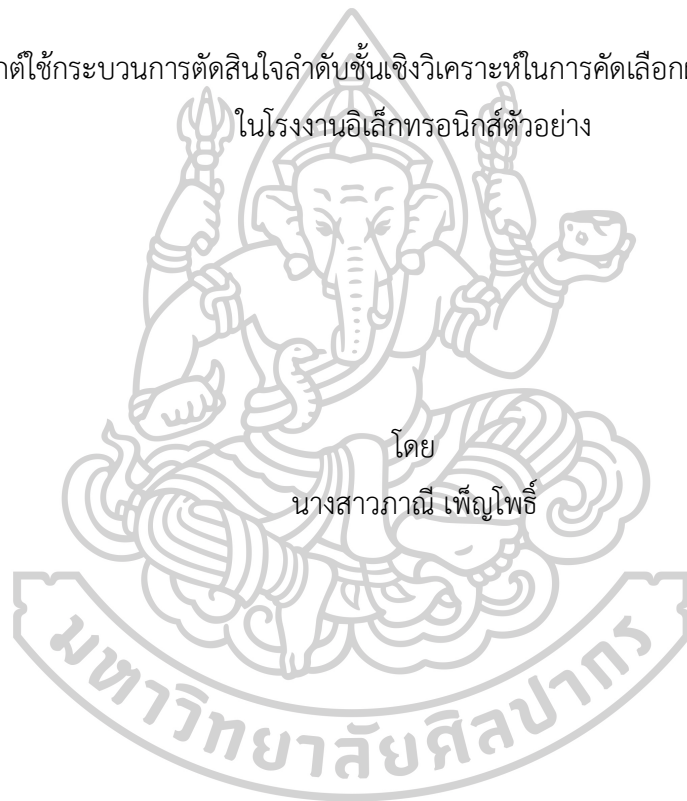 กต์ใช้กระบวนการตัดสินใจลำดับชั้นเชิงวิเคราะห์ในการคัดเลือก
ในโรงงานอิเล็กทรอนิกส์ตัวอย่าง
โดย
นางสาวภาณี เพ็ญโพธิ์
มหาวิทยาลัยศิลปากร